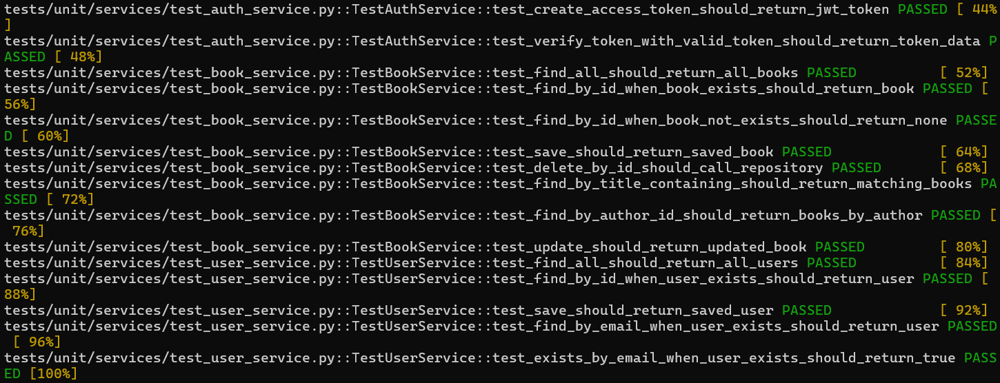 tests/unit/services/test_auth_service.py::TestAuthService::test_create_access_token_should_return_jwt_token PASSED [ 44%
]
tests/unit/services/test_auth_service.py::TestAuthService::test_verify_token_with_valid_token_should_return_token_data P
ASSED [ 48%]
tests/unit/services/test_book_service.py::TestBookService::test_find_all_should_return_all_books PASSED          [ 52%]
tests/unit/services/test_book_service.py::TestBookService::test_find_by_id_when_book_exists_should_return_book PASSED [
56%]
tests/unit/services/test_book_service.py::TestBookService::test_find_by_id_when_book_not_exists_should_return_none PASSE
D [ 60%]
tests/unit/services/test_book_service.py::TestBookService::test_save_should_return_saved_book PASSED             [ 64%]
tests/unit/services/test_book_service.py::TestBookService::test_delete_by_id_should_call_repository PASSED       [ 68%]
tests/unit/services/test_book_service.py::TestBookService::test_find_by_title_containing_should_return_matching_books PA
SSED [ 72%]
tests/unit/services/test_book_service.py::TestBookService::test_find_by_author_id_should_return_books_by_author PASSED [
 76%]
tests/unit/services/test_book_service.py::TestBookService::test_update_should_return_updated_book PASSED         [ 80%]
tests/unit/services/test_user_service.py::TestUserService::test_find_all_should_return_all_users PASSED          [ 84%]
tests/unit/services/test_user_service.py::TestUserService::test_find_by_id_when_user_exists_should_return_user PASSED [
88%]
tests/unit/services/test_user_service.py::TestUserService::test_save_should_return_saved_user PASSED             [ 92%]
tests/unit/services/test_user_service.py::TestUserService::test_find_by_email_when_user_exists_should_return_user PASSED
 [ 96%]
tests/unit/services/test_user_service.py::TestUserService::test_exists_by_email_when_user_exists_should_return_true PASS
ED [100%]